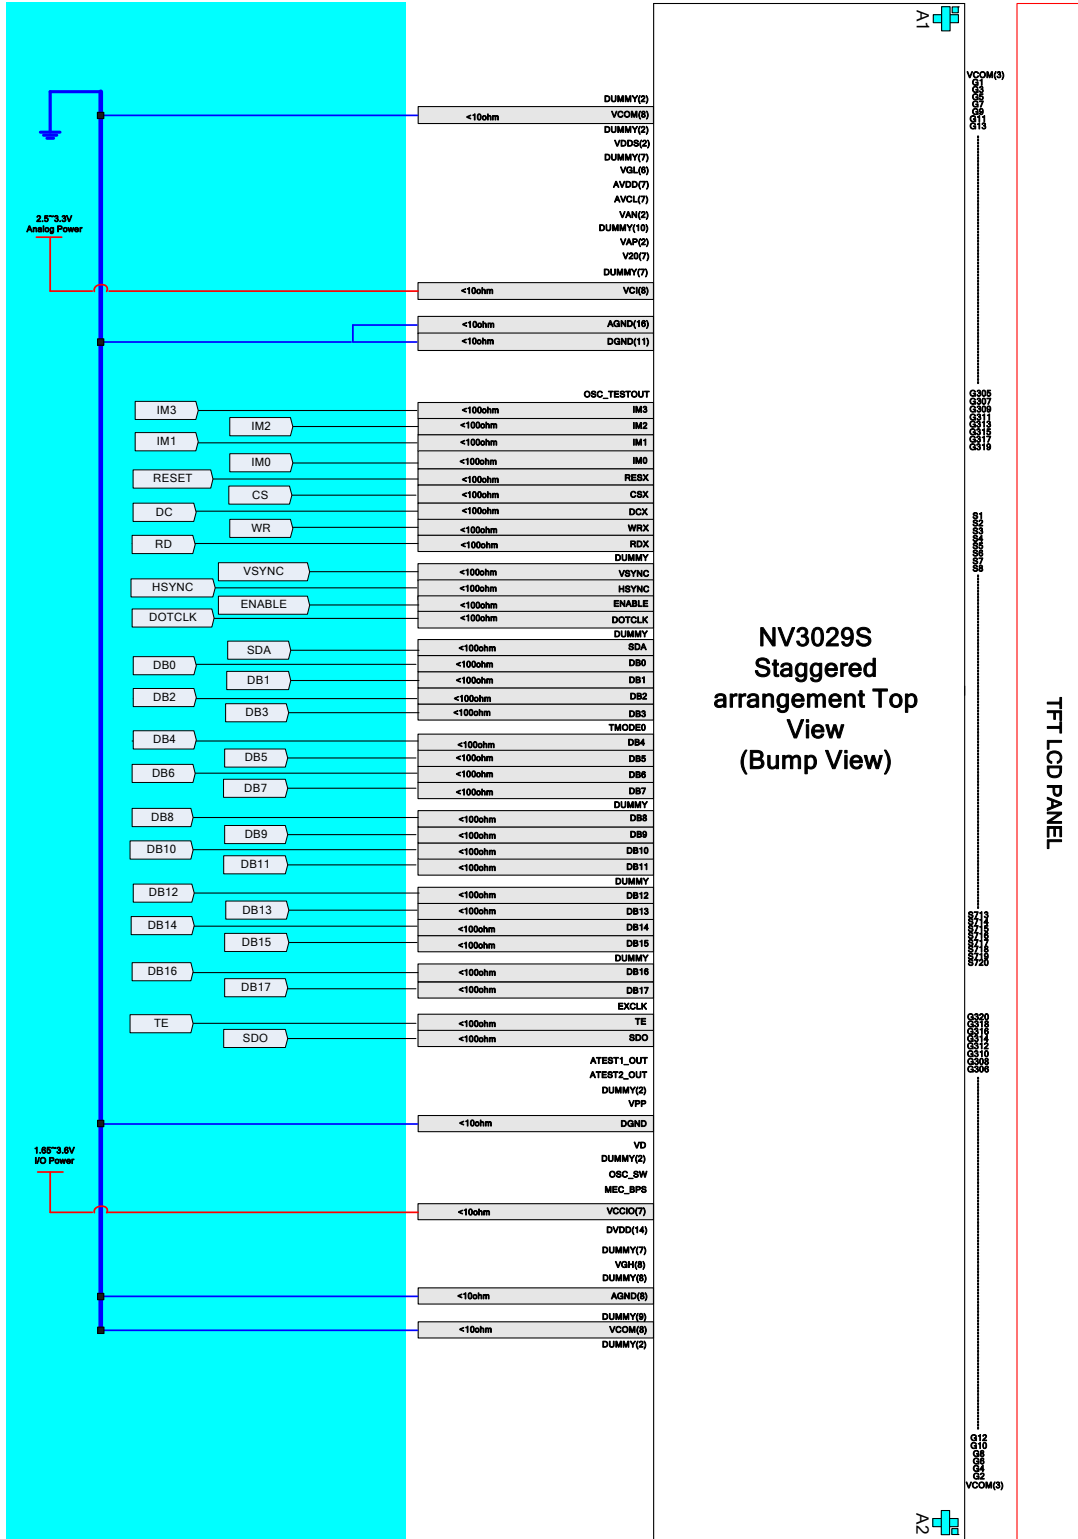 A1
VCOM(3)
G1
G3
G5
G7
G9
G11
G13
DUMMY(2)
<10ohm VCOM(8)
DUMMY(2)
VDDS(2)
DUMMY(7)
VGL(6)
AVDD(7)
AVCL(7)
VAN(2)
DUMMY(10)
VAP(2)
V20(7)
DUMMY(7)
2.5~3.3V
Analog Power
<10ohm VCI(8)
<10ohm AGND(16)
<10ohm DGND(11)
OSC_TESTOUT
IM3 <100ohm IM3
IM2 <100ohm IM2
IM1 <100ohm IM1
IM0 <100ohm IM0
RESET <100ohm RESX
CS <100ohm CSX
DC <100ohm DCX
WR <100ohm WRX
RD <100ohm RDX
DUMMY
VSYNC <100ohm VSYNC
HSYNC <100ohm HSYNC
ENABLE <100ohm ENABLE
DOTCLK <100ohm DOTCLK
DUMMY
SDA <100ohm SDA
DB0 <100ohm DB0
DB1 <100ohm DB1
DB2 <100ohm DB2
DB3 <100ohm DB3
TMODE0
DB4 <100ohm DB4
DB5 <100ohm DB5
DB6 <100ohm DB6
DB7 <100ohm DB7
DUMMY
DB8 <100ohm DB8
DB9 <100ohm DB9
DB10 <100ohm DB10
DB11 <100ohm DB11
DUMMY
DB12 <100ohm DB12
DB13 <100ohm DB13
DB14 <100ohm DB14
DB15 <100ohm DB15
DUMMY
DB16 <100ohm DB16
DB17 <100ohm DB17
EXCLK
TE <100ohm TE
SDO <100ohm SDO
ATEST1_OUT
ATEST2_OUT
DUMMY(2)
VPP
<10ohm DGND
VD
DUMMY(2)
OSC_SW
MEC_BPS
1.65~3.6V
I/O Power
<10ohm VCCIO(7)
DVDD(14)
DUMMY(7)
VGH(8)
DUMMY(8)
<10ohm AGND(8)
DUMMY(9)
<10ohm VCOM(8)
DUMMY(2)
NV3029S
Staggered
arrangement Top
View
(Bump View)
G305
G307
G309
G311
G313
G315
G317
G319
S1
S2
S3
S4
S5
S6
S7
S8
S713
S714
S715
S716
S717
S718
S719
S720
G320
G318
G316
G314
G312
G310
G308
G306
G12
G10
G8
G6
G4
G2
VCOM(3)
A2
TFT LCD PANEL